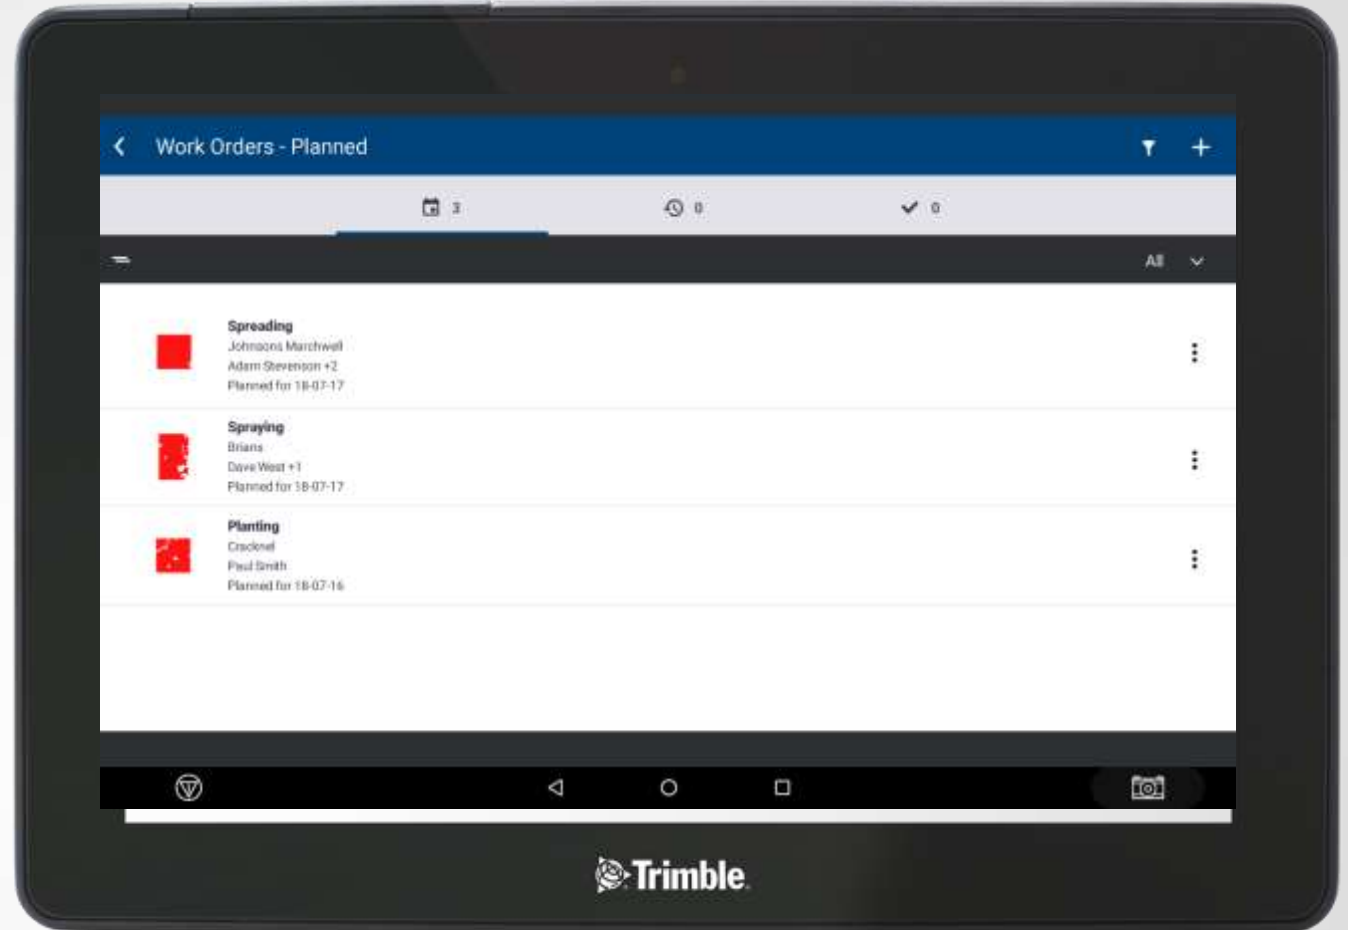 Work Orders - Planned
3
0
0
All
Spreading
Johnsons Marchwell
Adam Stevenson +2
Planned for 18-07-17
Spraying
Brians
Dave West +1
Planned for 18-07-17
Planting
Cracknel
Paul Smith
Planned for 18-07-16
Trimble